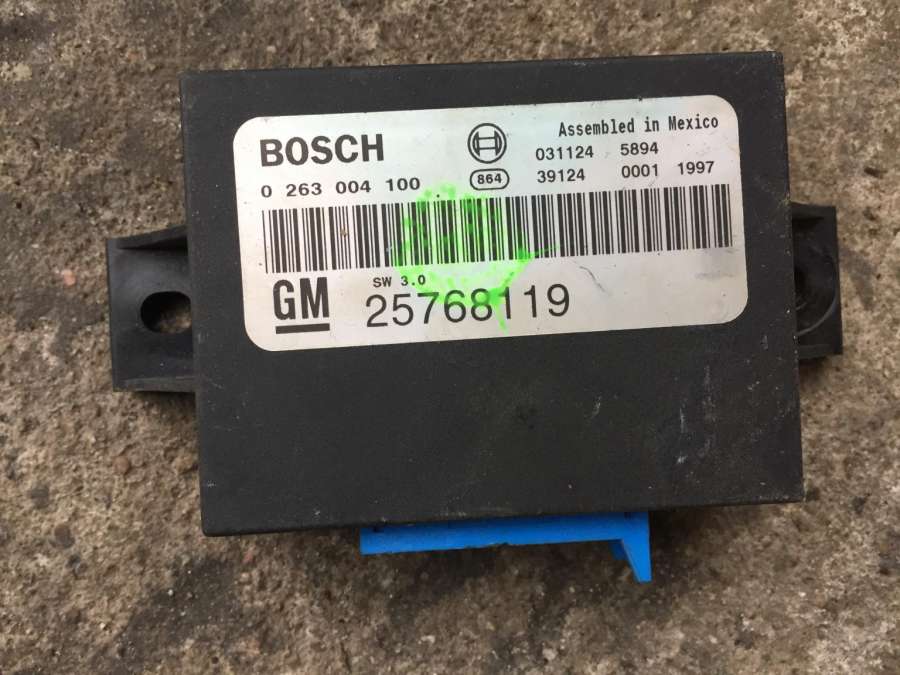 BOSCH
Assembled in Mexico
031124 5894
0 263 004 100
864
39124 0001 1997
GM
SW 3.0
25768119